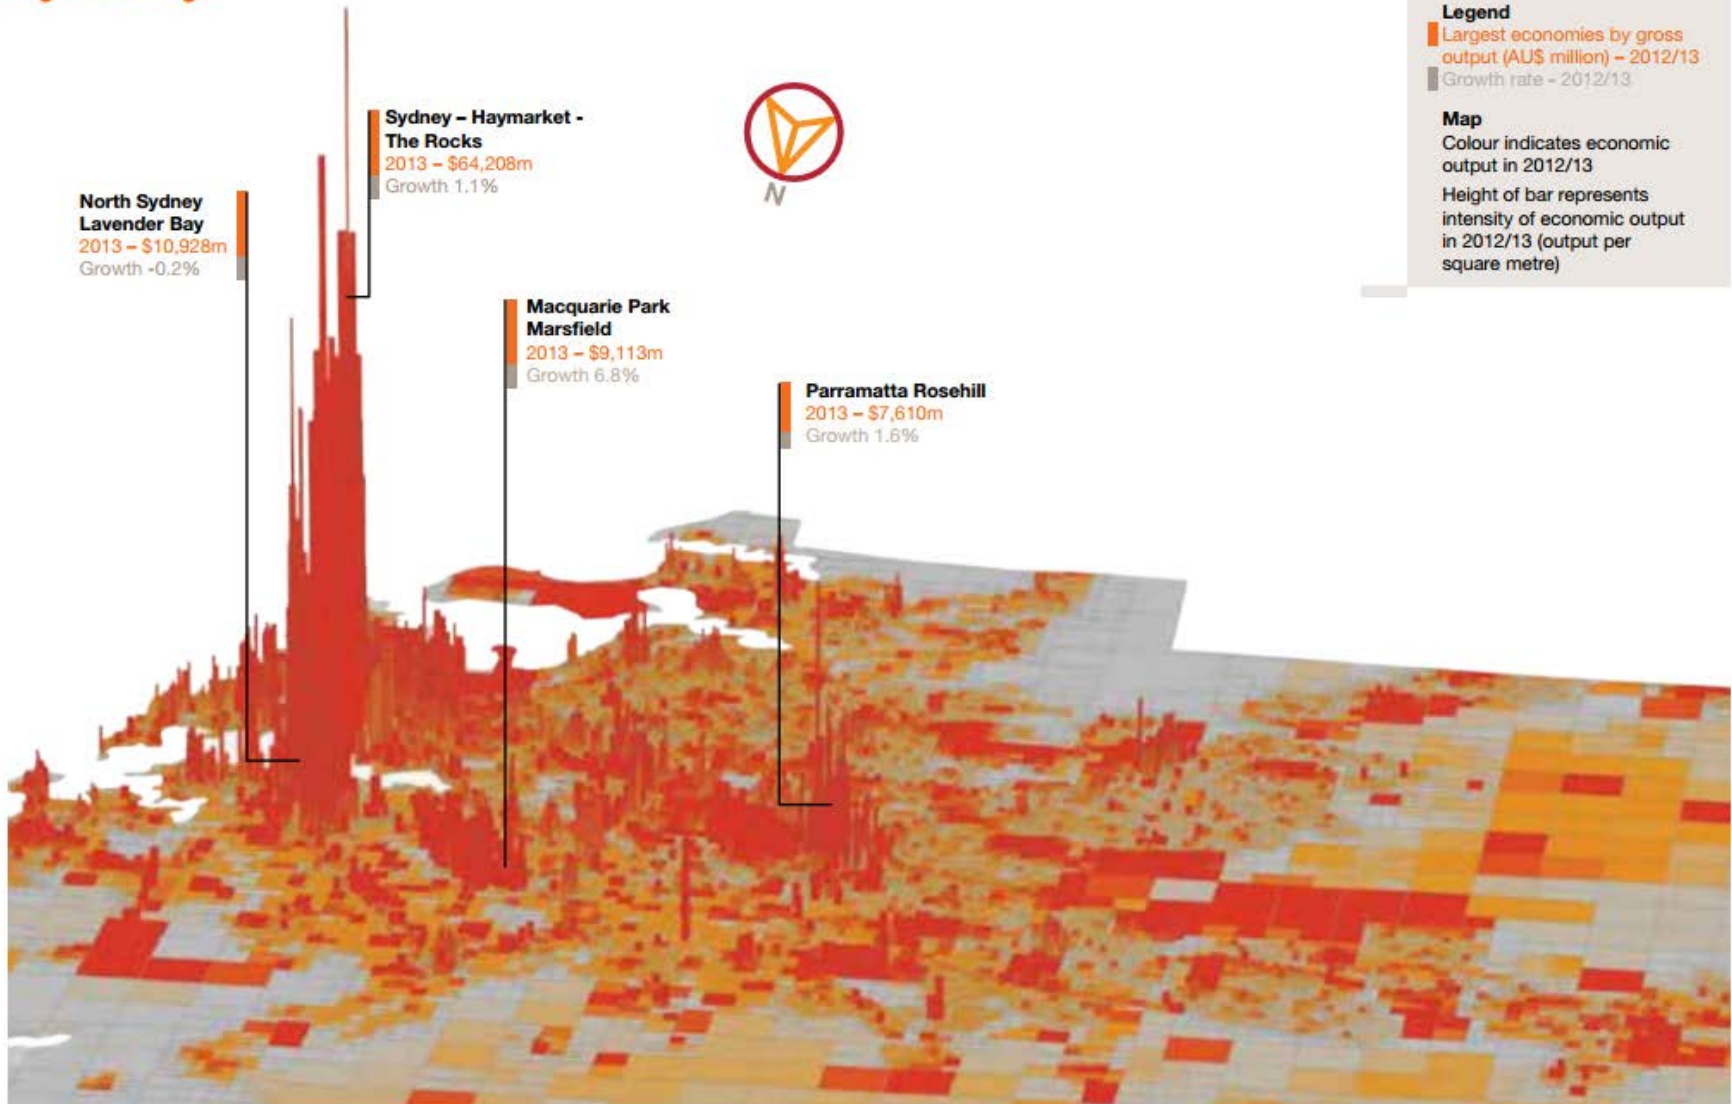 Sydney – Haymarket -
The Rocks
2013 – $64,208m
Growth 1.1%
North Sydney
Lavender Bay
2013 – $10,928m
Growth -0.2%
Macquarie Park
Marsfield
2013 – $9,113m
Growth 6.8%
Parramatta Rosehill
2013 – $7,610m
Growth 1.6%
N
Legend
Largest economies by gross
output (AU$ million) – 2012/13
Growth rate - 2012/13
Map
Colour indicates economic
output in 2012/13
Height of bar represents
intensity of economic output
in 2012/13 (output per
square metre)